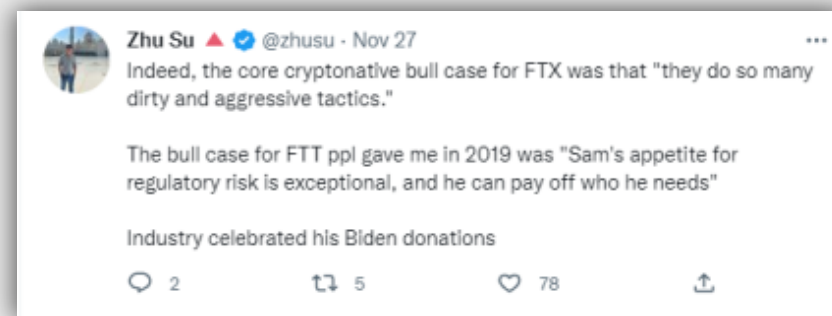 Zhu Su @zhusu · Nov 27
Indeed, the core cryptonative bull case for FTX was that "they do so many
dirty and aggressive tactics."
The bull case for FTT ppl gave me in 2019 was "Sam's appetite for
regulatory risk is exceptional, and he can pay off who he needs"
Industry celebrated his Biden donations
2 5 78